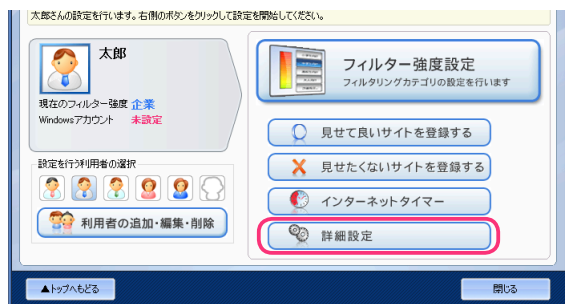 太郎さんの設定を行います。右側のボタンをクリックして設定を開始してください。
太郎
現在のフィルター強度 企業
Windowsアカウント 未設定
設定を行う利用者の選択
利用者の追加・編集・削除
フィルター強度設定
フィルタリングカテゴリの設定を行います
見せて良いサイトを登録する
見せたくないサイトを登録する
インターネットタイマー
詳細設定
▲トップへもどる
閉じる